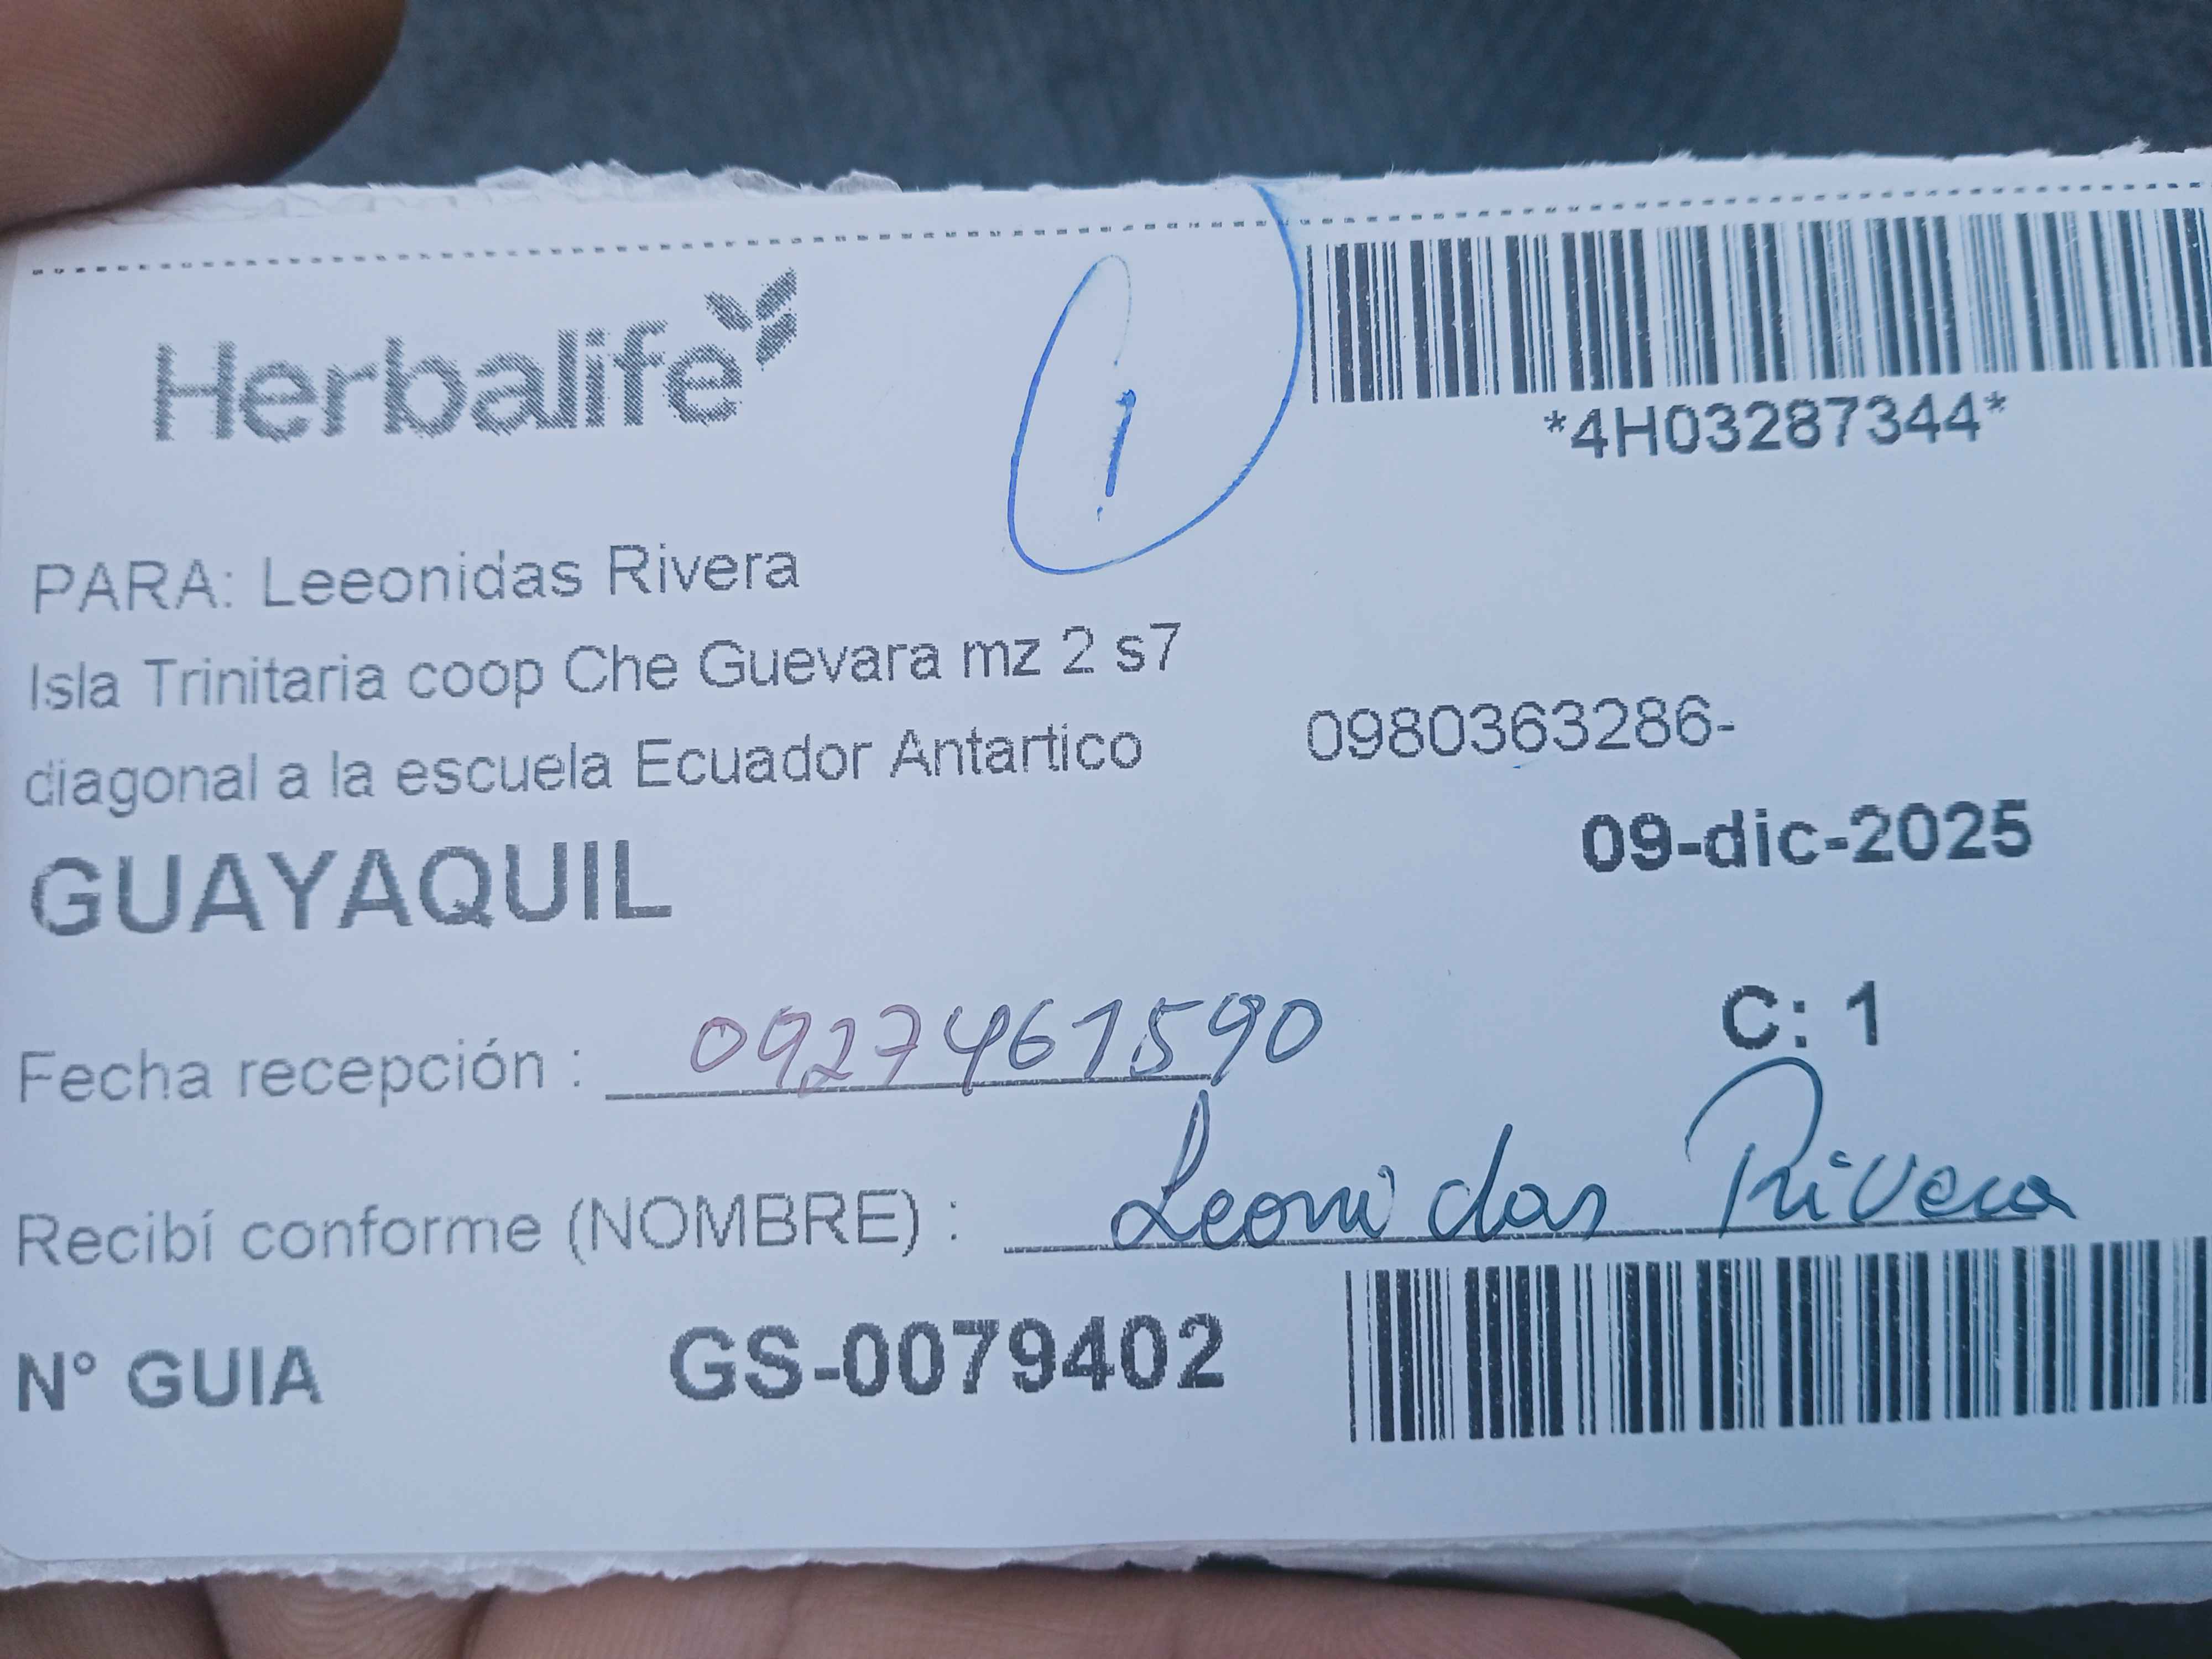 Herbalife
1
*4H03287344*
PARA: Leeonidas Rivera
Isla Trinitaria coop Che Guevara mz 2 s7
diagonal a la escuela Ecuador Antartico
0980363286-
GUAYAQUIL
09-dic-2025
C: 1
Fecha recepción : 0927461590
Recibí conforme (NOMBRE) : Leonidas Rivera
N° GUIA GS-0079402